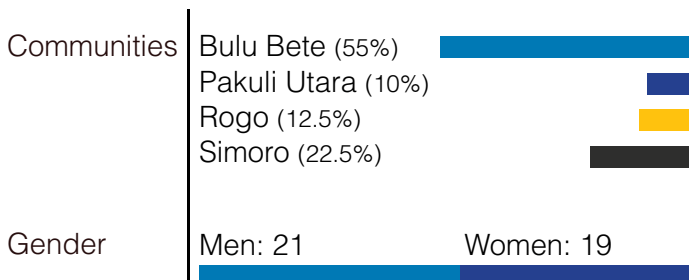 Communities
Bulu Bete (55%)
Pakuli Utara (10%)
Rogo (12.5%)
Simoro (22.5%)
Gender
Men: 21 Women: 19